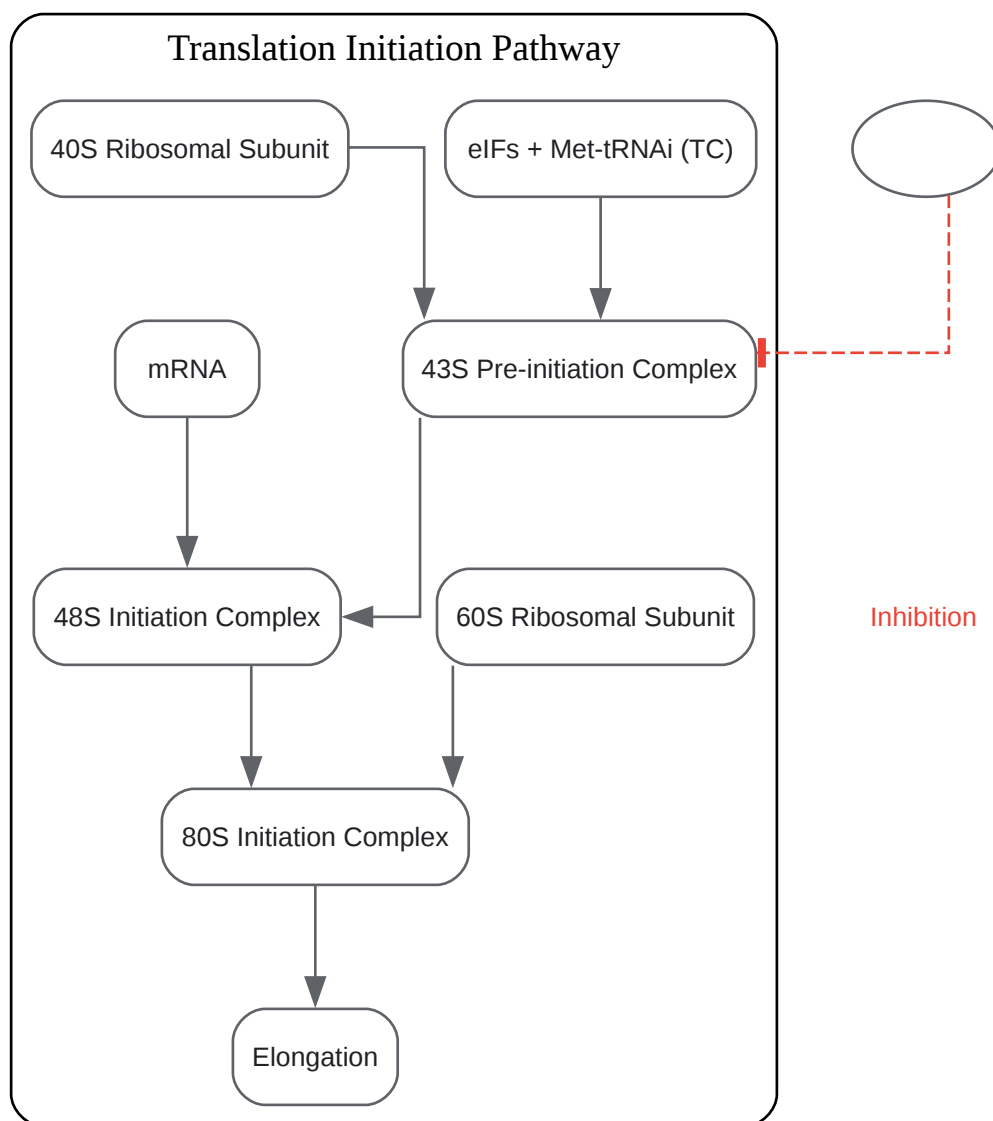 Translation Initiation Pathway
40S Ribosomal Subunit
eIFs + Met-tRNAi (TC)
mRNA
43S Pre-initiation Complex
48S Initiation Complex
60S Ribosomal Subunit
Inhibition
80S Initiation Complex
Elongation